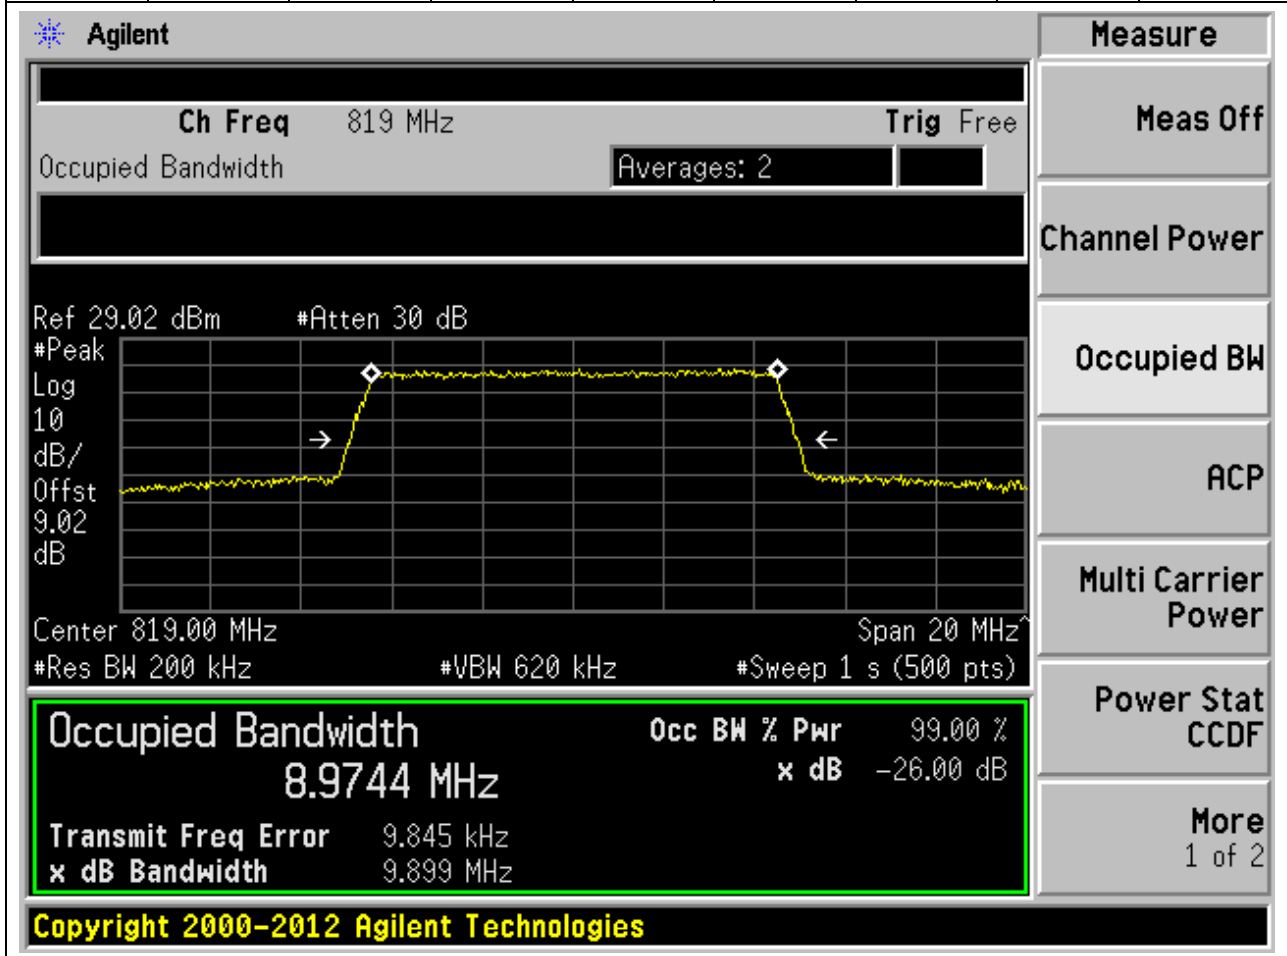 Agilent
Measure
Ch Freq 819 MHz Trig Free
Meas Off
Occupied Bandwidth Averages: 2
Channel Power
Ref 29.02 dBm #Atten 30 dB
#Peak
Log
10
dB/
Offst
9.02
dB
Occupied BW
ACP
Multi Carrier
Power
Center 819.00 MHz Span 20 MHz^
#Res BW 200 kHz #VBW 620 kHz #Sweep 1 s (500 pts)
Power Stat
CCDF
Occupied Bandwidth Occ BW % Pwr 99.00 %
8.9744 MHz x dB -26.00 dB
Transmit Freq Error 9.845 kHz
x dB Bandwidth 9.899 MHz
More
1 of 2
Copyright 2000-2012 Agilent Technologies